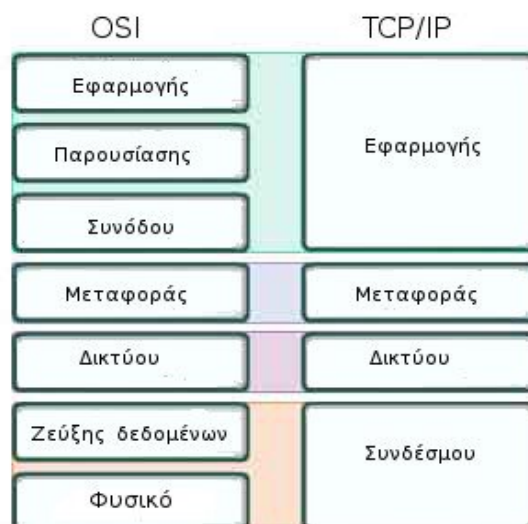 OSI
TCP/IP
Εφαρμογής
Παρουσίασης
Συνόδου
Εφαρμογής
Μεταφοράς
Μεταφοράς
Δικτύου
Δικτύου
Ζεύξης δεδομένων
Φυσικό
Συνδέσμου